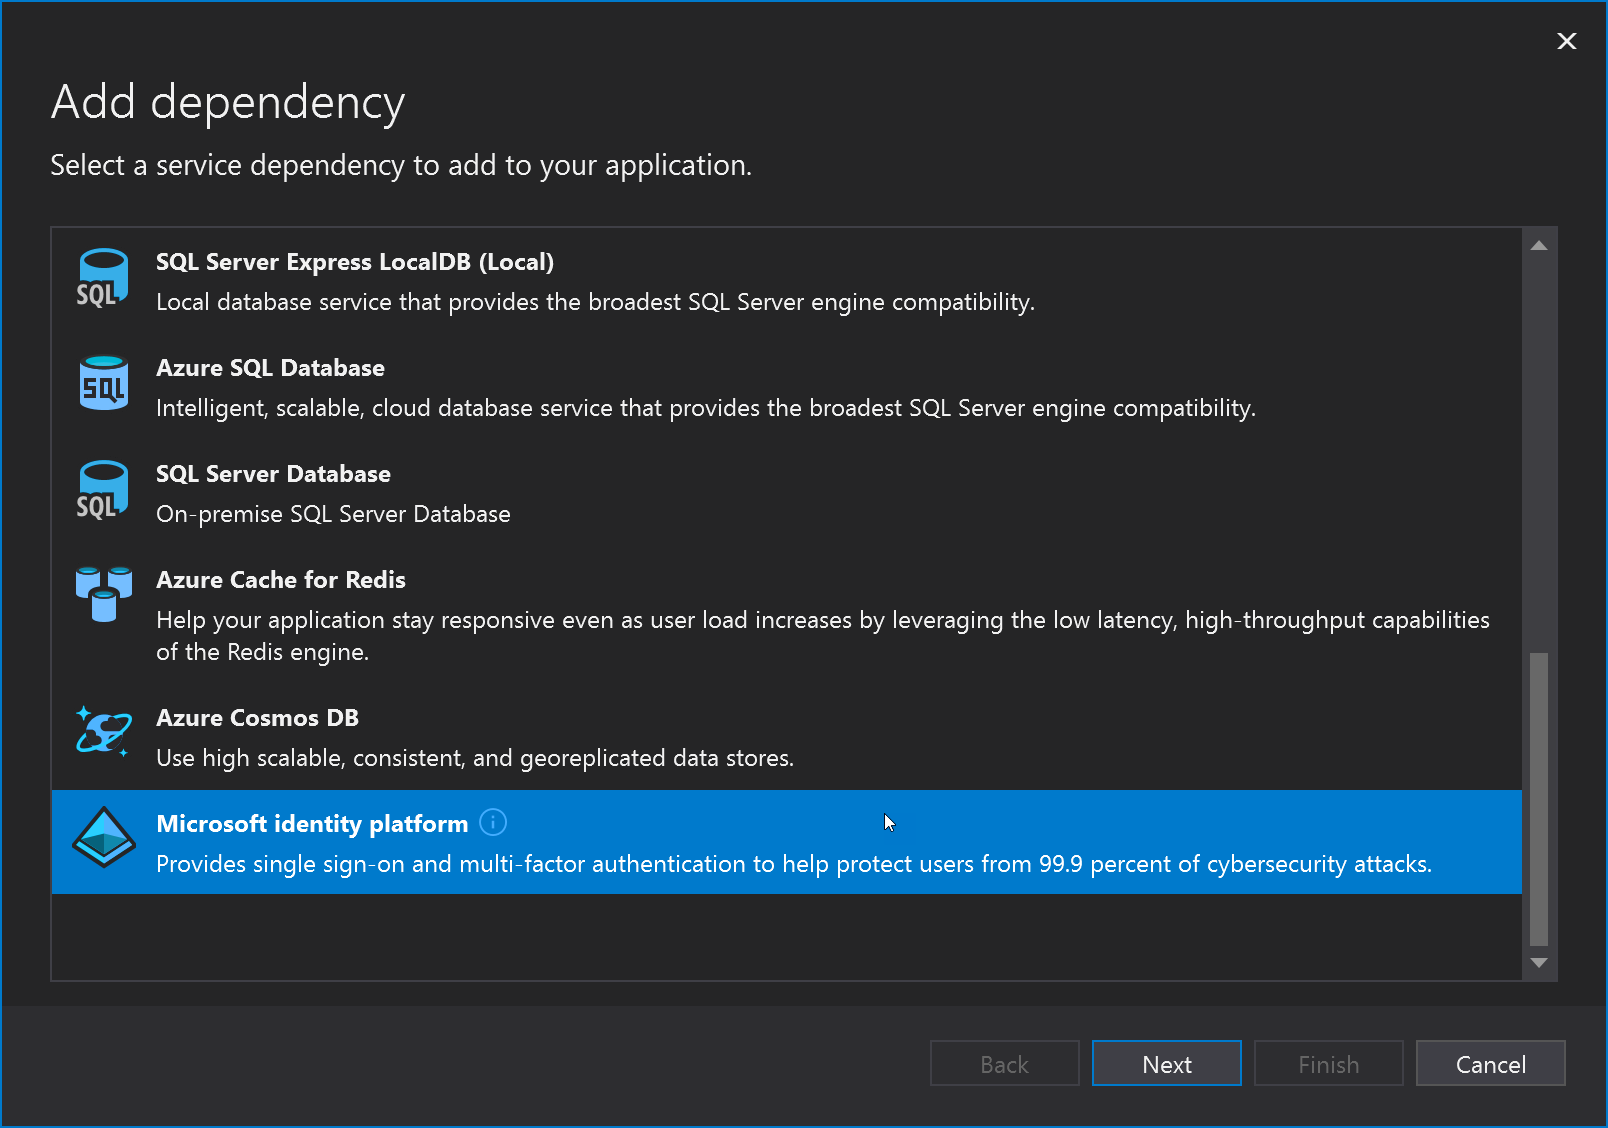 Add dependency
Select a service dependency to add to your application.
SQL Server Express LocalDB (Local)
SQL
Local database service that provides the broadest SQL Server engine compatibility.
Azure SQL Database
SQL
Intelligent, scalable, cloud database service that provides the broadest SQL Server engine compatibility.
SQL Server Database
SQL
On-premise SQL Server Database
Azure Cache for Redis
Help your application stay responsive even as user load increases by leveraging the low latency, high-throughput capabilities
of the Redis engine.
Azure Cosmos DB
Use high scalable, consistent, and georeplicated data stores.
Microsoft identity platform
Provides single sign-on and multi-factor authentication to help protect users from 99.9 percent of cybersecurity attacks.
Back Next Finish Cancel